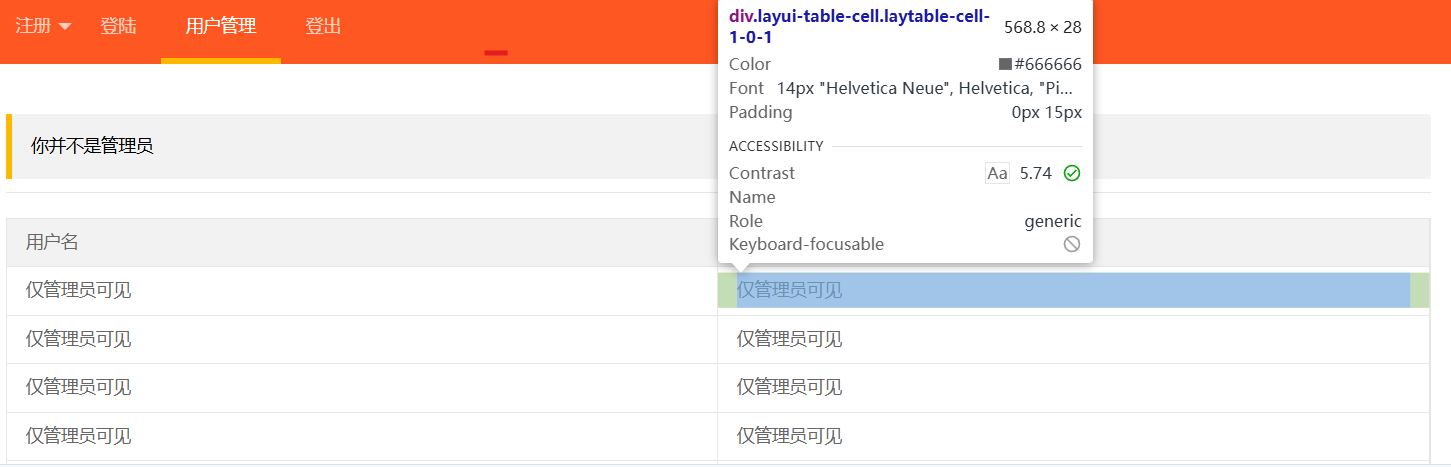 注册 登陆 用户管理 登出
div.layui-table-cell.laytable-cell-
1-0-1 568.8 × 28
Color #666666
Font 14px "Helvetica Neue", Helvetica, "Pi...
Padding 0px 15px
ACCESSIBILITY
Contrast Aa 5.74
Name
Role generic
Keyboard-focusable
你并不是管理员
用户名
仅管理员可见 仅管理员可见
仅管理员可见 仅管理员可见
仅管理员可见 仅管理员可见
仅管理员可见 仅管理员可见